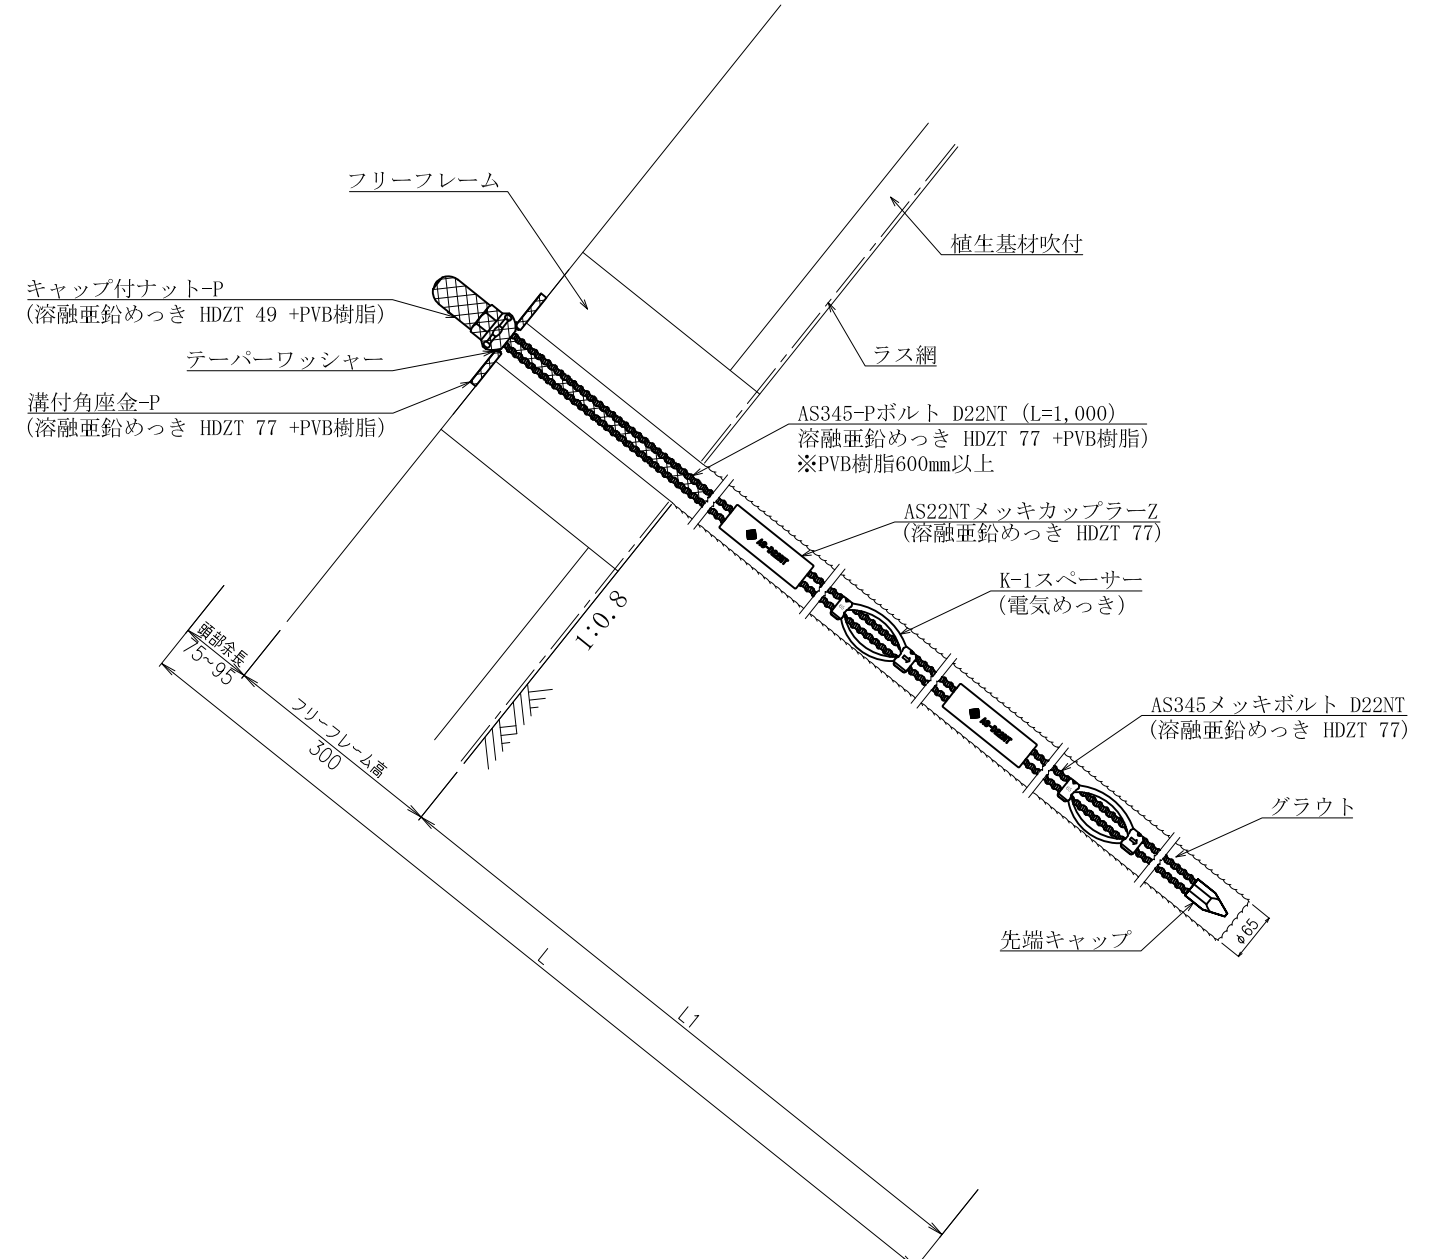 フリーフレーム
植生基材吹付
キャップ付ナット-P
(溶融亜鉛めっき HDZT 49 +PVB樹脂)
テーパーワッシャー
ラス網
溝付角座金-P
(溶融亜鉛めっき HDZT 77 +PVB樹脂)
AS345-Pボルト D22NT (L=1,000)
溶融亜鉛めっき HDZT 77 +PVB樹脂)
※PVB樹脂600mm以上
AS22NTメッキカップラーZ
(溶融亜鉛めっき HDZT 77)
K-1スペーサー
(電気めっき)
1:0.8
頭部余長
75~95
フリーフレーム高
300
AS345メッキボルト D22NT
(溶融亜鉛めっき HDZT 77)
グラウト
先端キャップ
φ65
L
L1